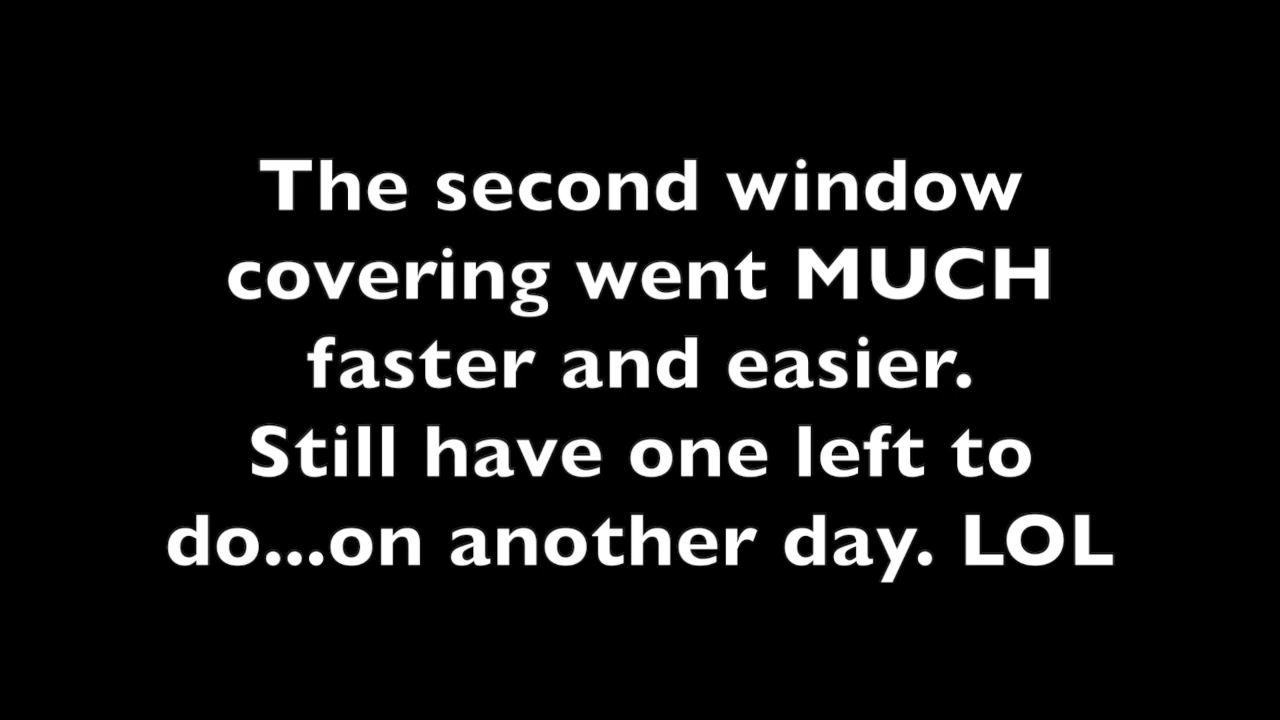 The second window
covering went MUCH
faster and easier.
Still have one left to
do...on another day. LOL